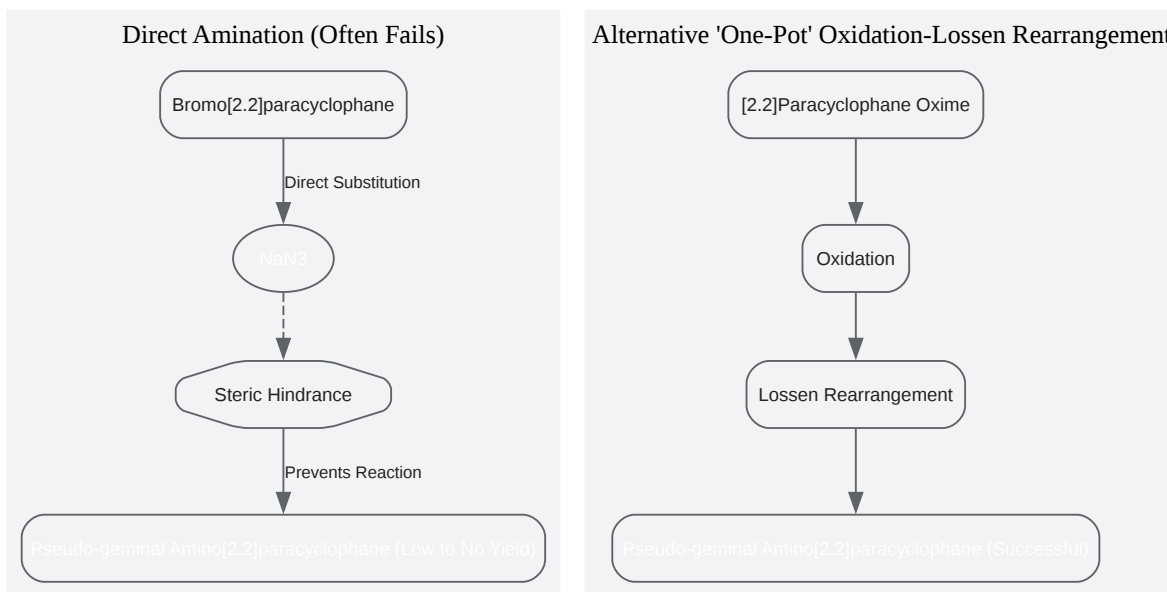 Direct Amination (Often Fails)
Bromo[2.2]paracyclophane
Direct Substitution
NaN3
Steric Hindrance
Prevents Reaction
Pseudo-geminal Amino[2.2]paracyclophane (Low to No Yield)
Alternative 'One-Pot' Oxidation-Lossen Rearrangement
[2.2]Paracyclophane Oxime
Oxidation
Lossen Rearrangement
Pseudo-geminal Amino[2.2]paracyclophane (Successful)